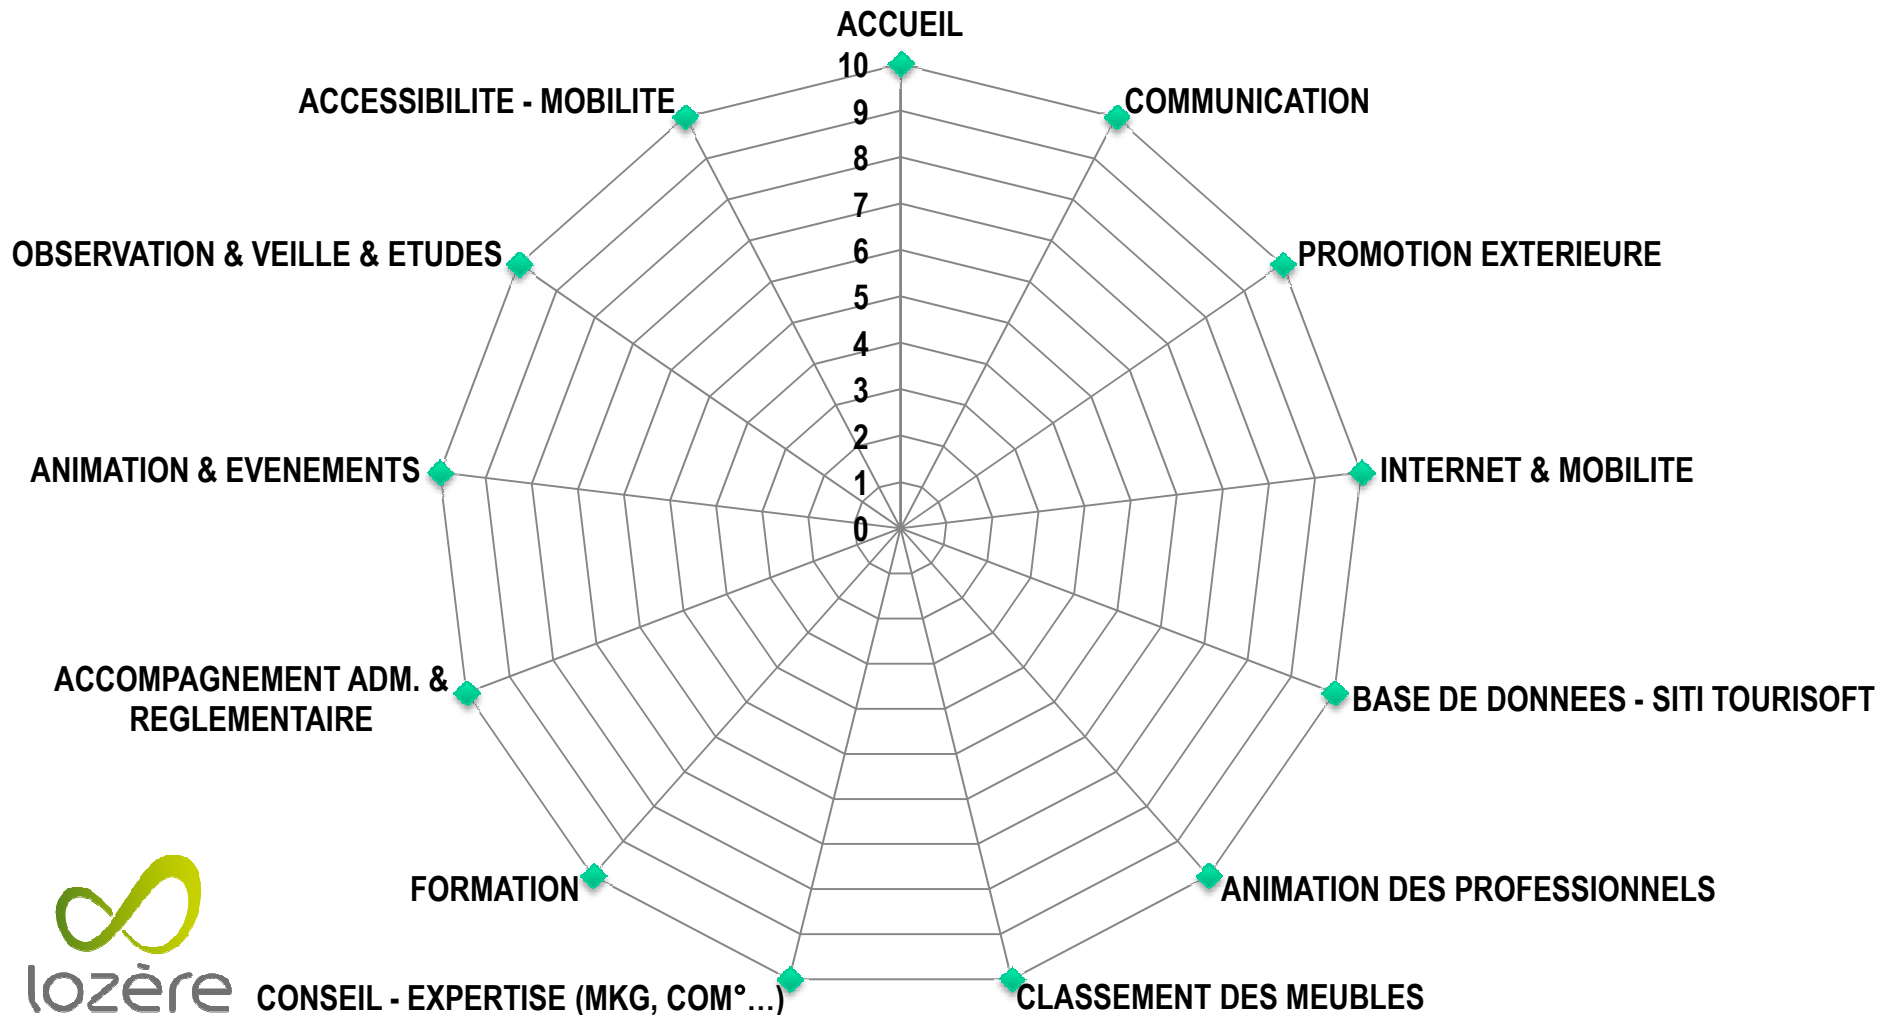 ACCUEIL
10
ACCESSIBILITE - MOBILITE
COMMUNICATION
9
8
7
OBSERVATION & VEILLE & ETUDES
6
PROMOTION EXTERIEURE
5
4
3
2
ANIMATION & EVENEMENTS
INTERNET & MOBILITE
1
0
ACCOMPAGNEMENT ADM. &
REGLEMENTAIRE
BASE DE DONNEES - SITI TOURISOFT
FORMATION
ANIMATION DES PROFESSIONNELS
lozère
CONSEIL - EXPERTISE (MKG, COM°…)
CLASSEMENT DES MEUBLES